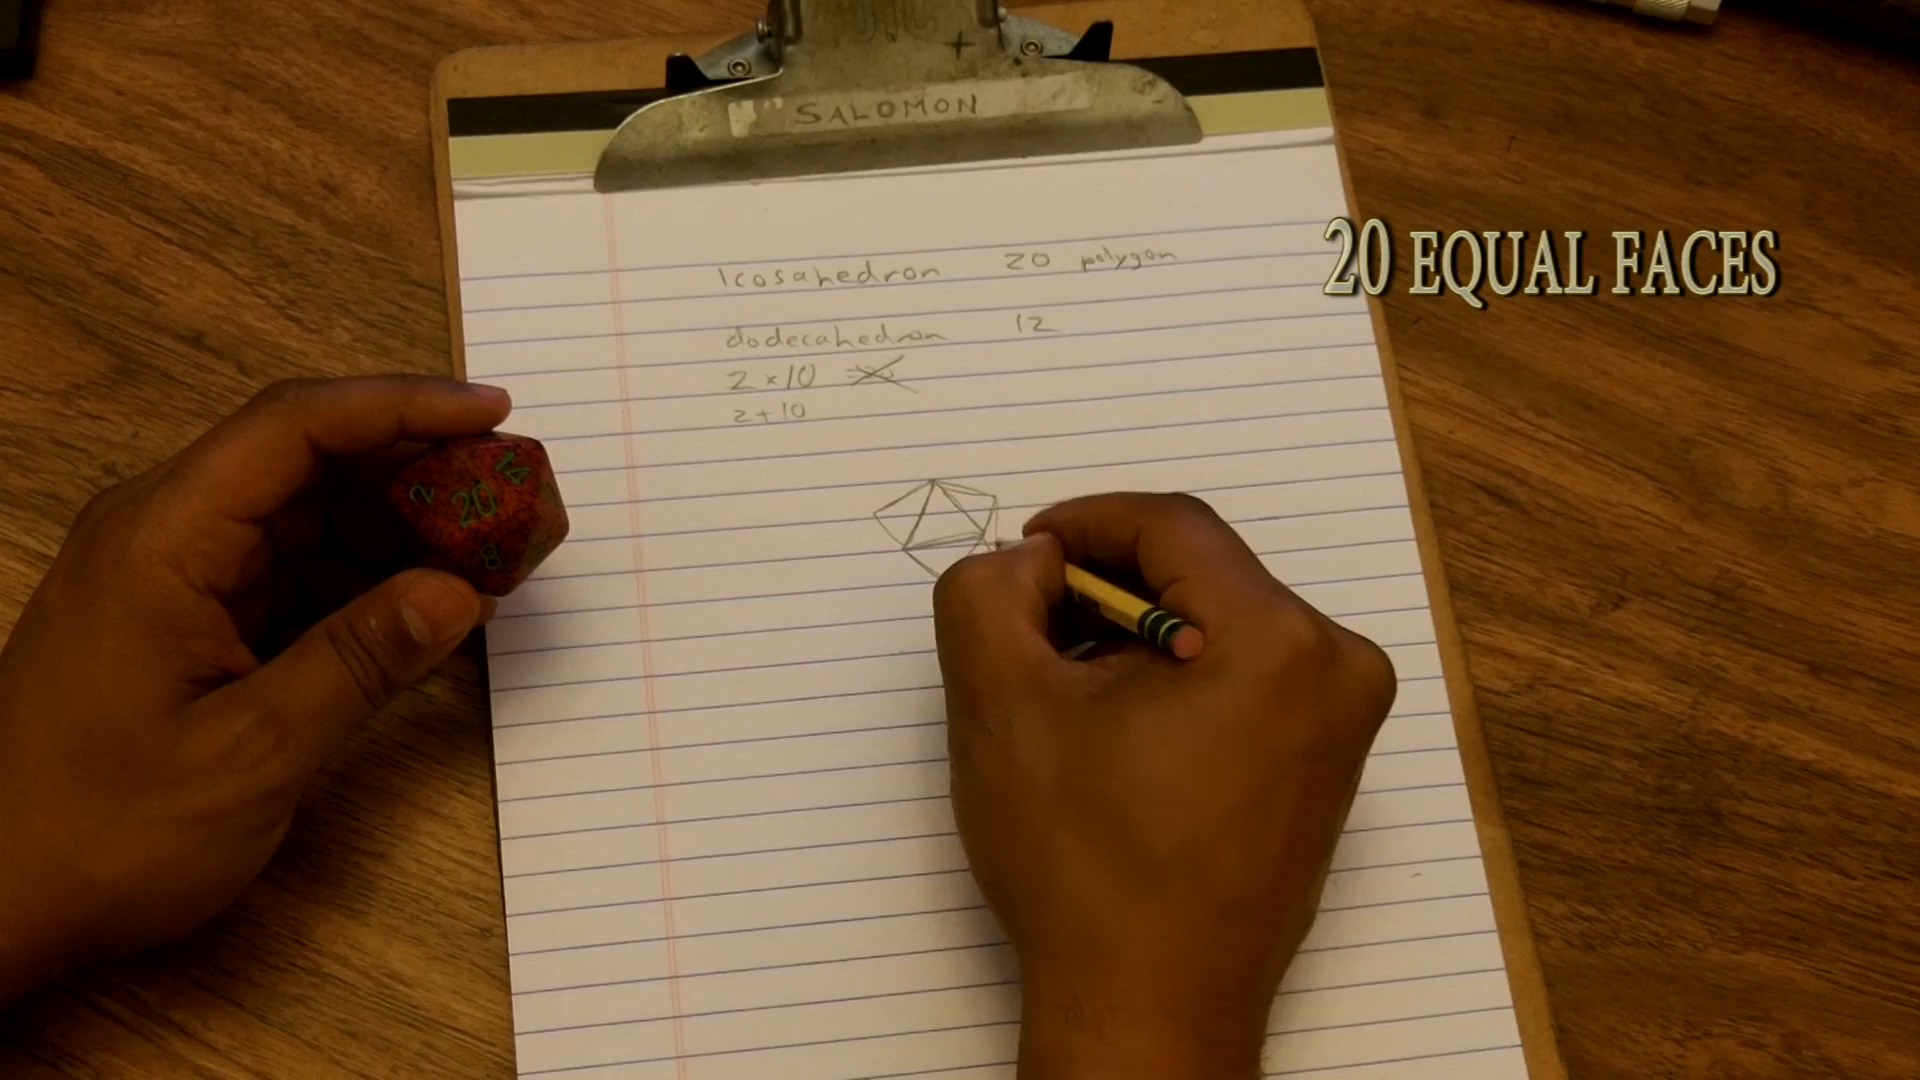 SALOMON
Icosahedron 20 polygon
20 EQUAL FACES
dodecahedron 12
2 x 10
2 + 10
14
2
20
8